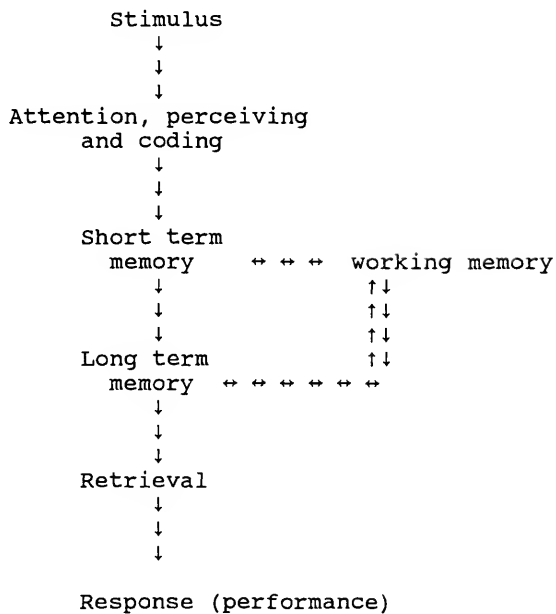 Stimulus
↓
↓
↓
Attention, perceiving
and coding
↓
↓
↓
Short term
memory ↔ ↔ ↔ working memory
↓ ↑↓
↓ ↑↓
↓ ↑↓
Long term ↑↓
memory ↔ ↔ ↔ ↔ ↔ ↔
↓
↓
↓
Retrieval
↓
↓
↓
Response (performance)